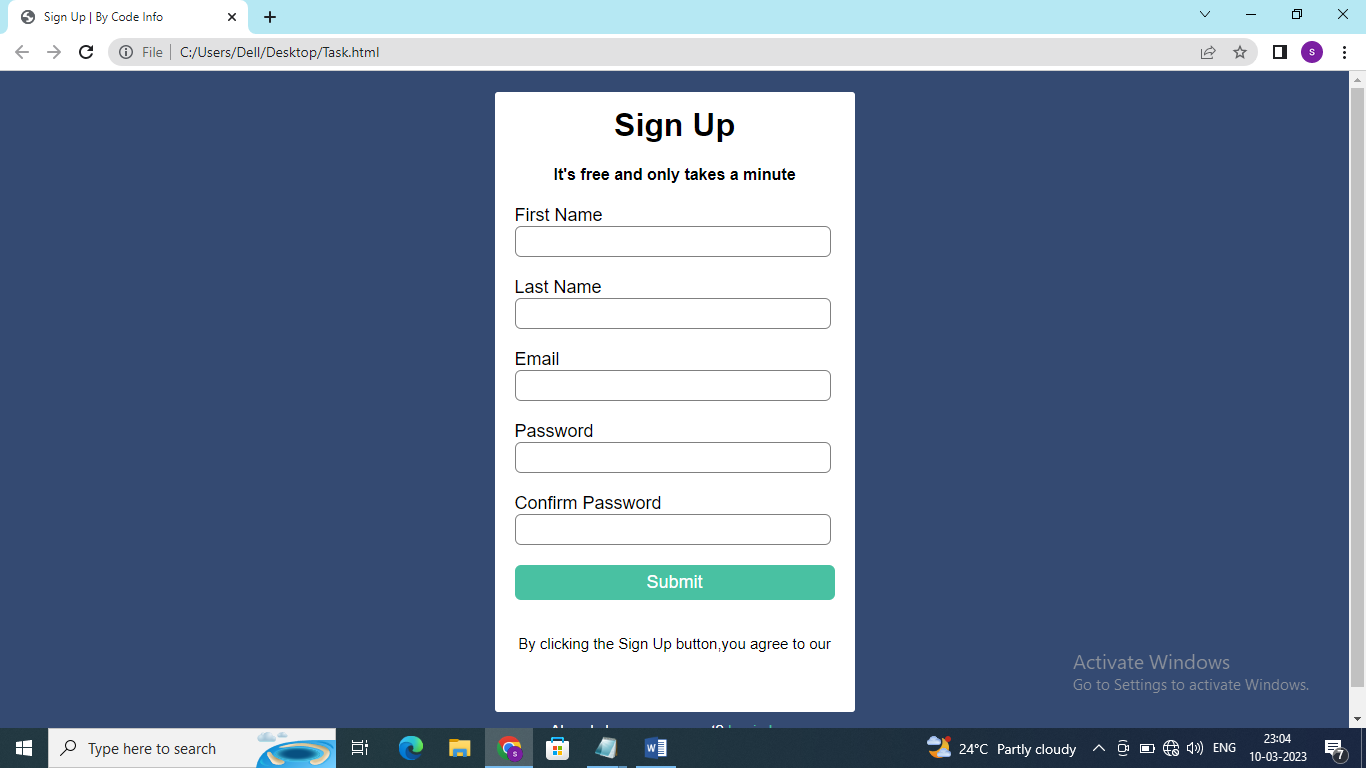 Sign Up | By Code Info
File
C:/Users/Dell/Desktop/Task.html
s
Sign Up
It's free and only takes a minute
First Name
Last Name
Email
Password
Confirm Password
Submit
By clicking the Sign Up button,you agree to our
Activate Windows
Go to Settings to activate Windows.
Type here to search
S
W
24°C Partly cloudy
ENG
23:04
10-03-2023
7